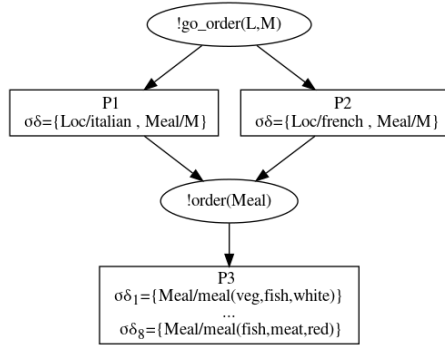 !go_order(L,M)
P1
σδ={Loc/italian , Meal/M}
P2
σδ={Loc/french , Meal/M}
!order(Meal)
P3
σδ₁={Meal/meal(veg,fish,white)}
...
σδ₈={Meal/meal(fish,meat,red)}